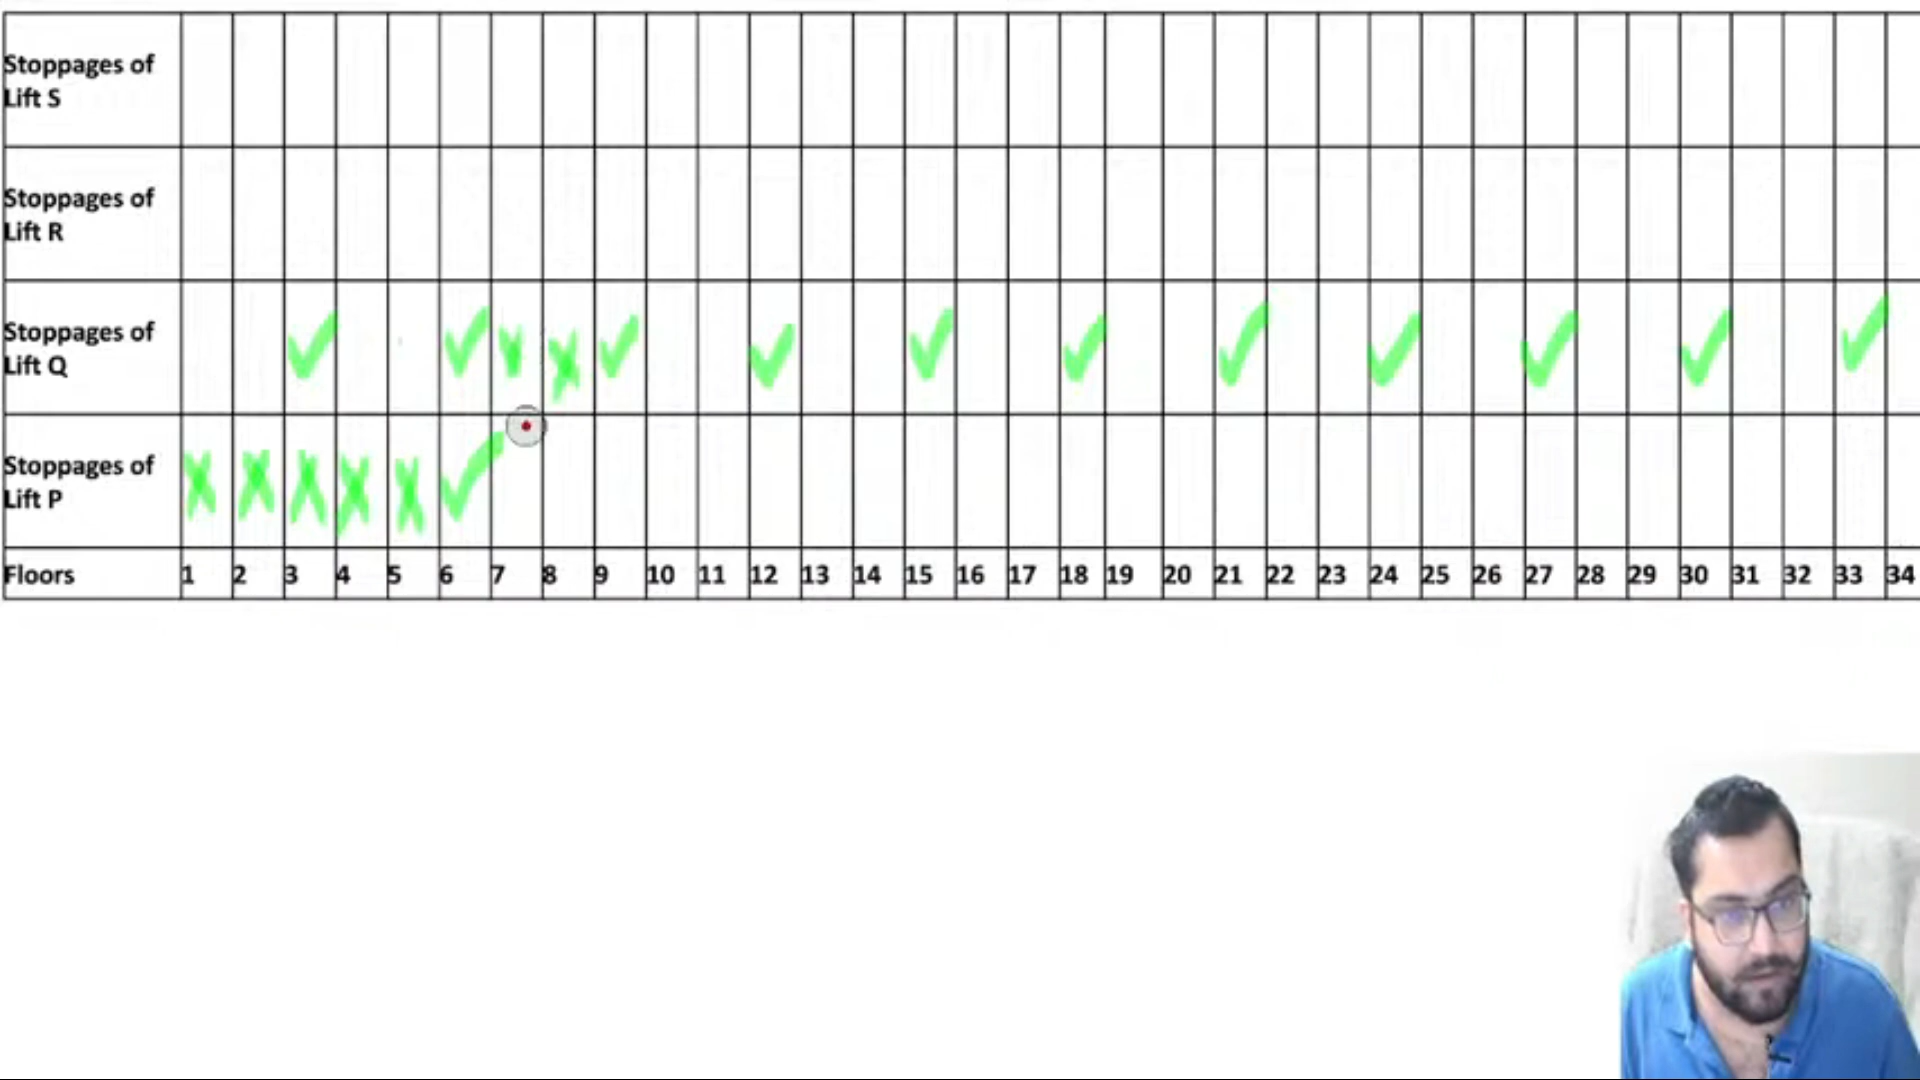 Stoppages of
Lift S
Stoppages of
Lift R
Stoppages of
Lift Q
✓ ✓ X X ✓ ✓ ✓ ✓ ✓ ✓ ✓ ✓ ✓
Stoppages of
Lift P
X X X X X ✓
Floors 1 2 3 4 5 6 7 8 9 10 11 12 13 14 15 16 17 18 19 20 21 22 23 24 25 26 27 28 29 30 31 32 33 34